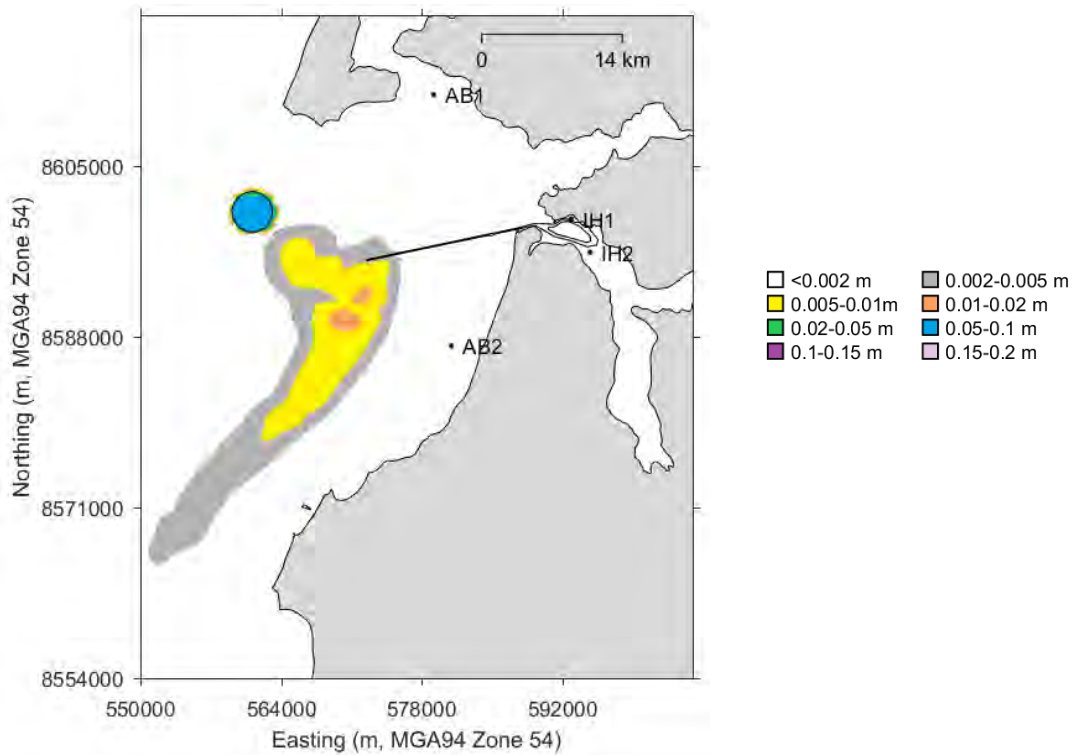 0 14 km
AB1
8605000
IH1
IH2
<0.002 m 0.002-0.005 m
0.005-0.01m 0.01-0.02 m
0.02-0.05 m 0.05-0.1 m
0.1-0.15 m 0.15-0.2 m
8588000
AB2
Northing (m, MGA94 Zone 54)
8571000
8554000
550000 564000 578000 592000
Easting (m, MGA94 Zone 54)